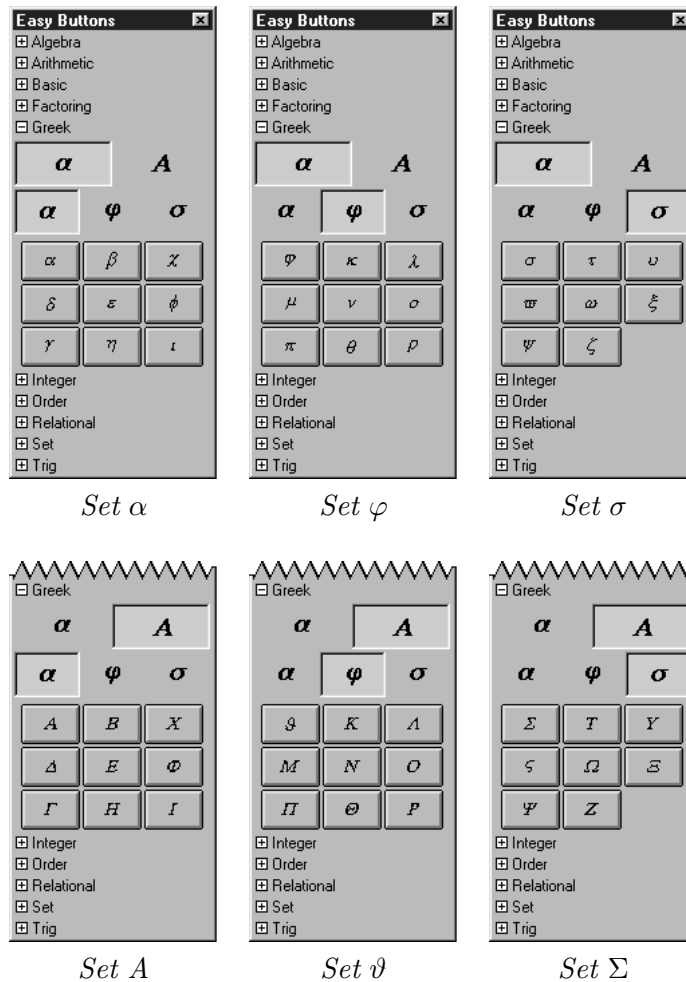 Easy Buttons
Algebra
Arithmetic
Basic
Factoring
Greek
α A
α φ σ
α β χ
δ ε ϕ
γ η ι
Integer
Order
Relational
Set
Trig
Set α
Easy Buttons
Algebra
Arithmetic
Basic
Factoring
Greek
α A
α φ σ
φ κ λ
μ ν ο
π θ ρ
Integer
Order
Relational
Set
Trig
Set φ
Easy Buttons
Algebra
Arithmetic
Basic
Factoring
Greek
α A
α φ σ
σ τ υ
ϖ ω ξ
ψ ζ
Integer
Order
Relational
Set
Trig
Set σ
Greek
α A
α φ σ
Α Β Χ
Δ Ε Φ
Γ Η Ι
Integer
Order
Relational
Set
Trig
Set A
Greek
α A
α φ σ
ϑ Κ Λ
Μ Ν Ο
Π Θ Ρ
Integer
Order
Relational
Set
Trig
Set ϑ
Greek
α A
α φ σ
Σ Τ Υ
ς Ω Ξ
Ψ Ζ
Integer
Order
Relational
Set
Trig
Set Σ